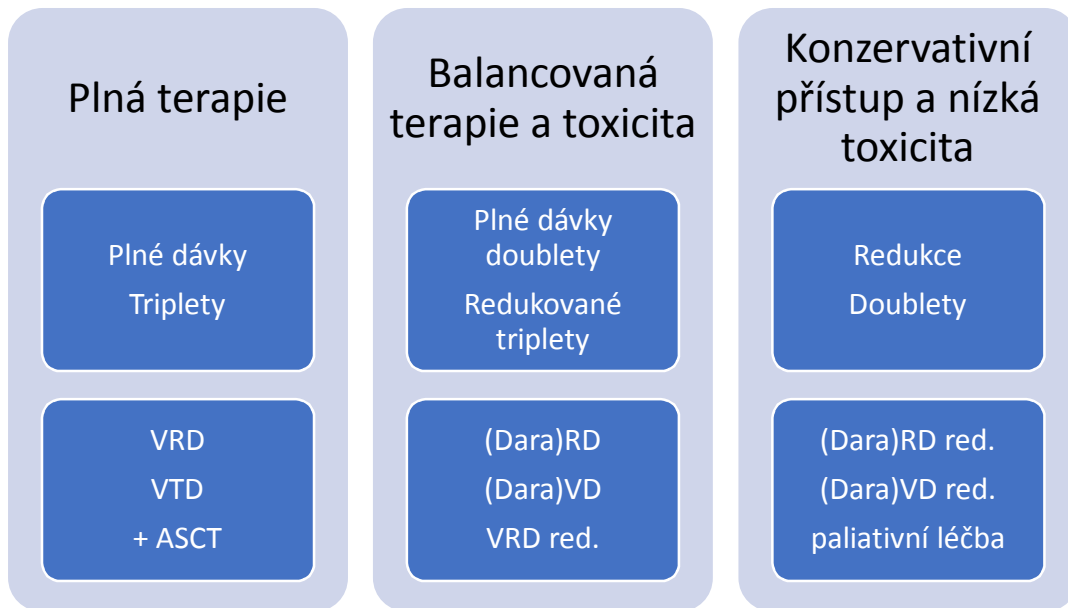 Plná terapie
Plné dávky
Triplety
VRD
VTD
+ ASCT
Balancovaná
terapie a toxicita
Plné dávky
doublety
Redukované
triplety
(Dara)RD
(Dara)VD
VRD red.
Konzervativní
přístup a nízká
toxicita
Redukce
Doublety
(Dara)RD red.
(Dara)VD red.
paliativní léčba